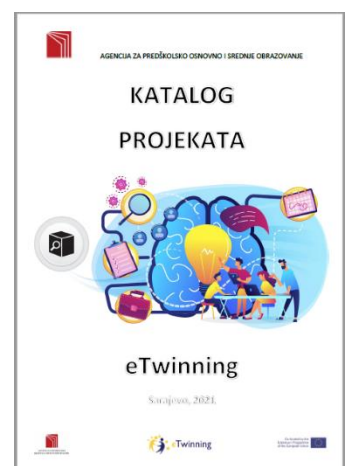 AGENCIJA ZA PREDŠKOLSKO OSNOVNO I SREDNJE OBRAZOVANJE
KATALOG
PROJEKATA
eTwinning
Sarajevo, 2021.
eTwinning